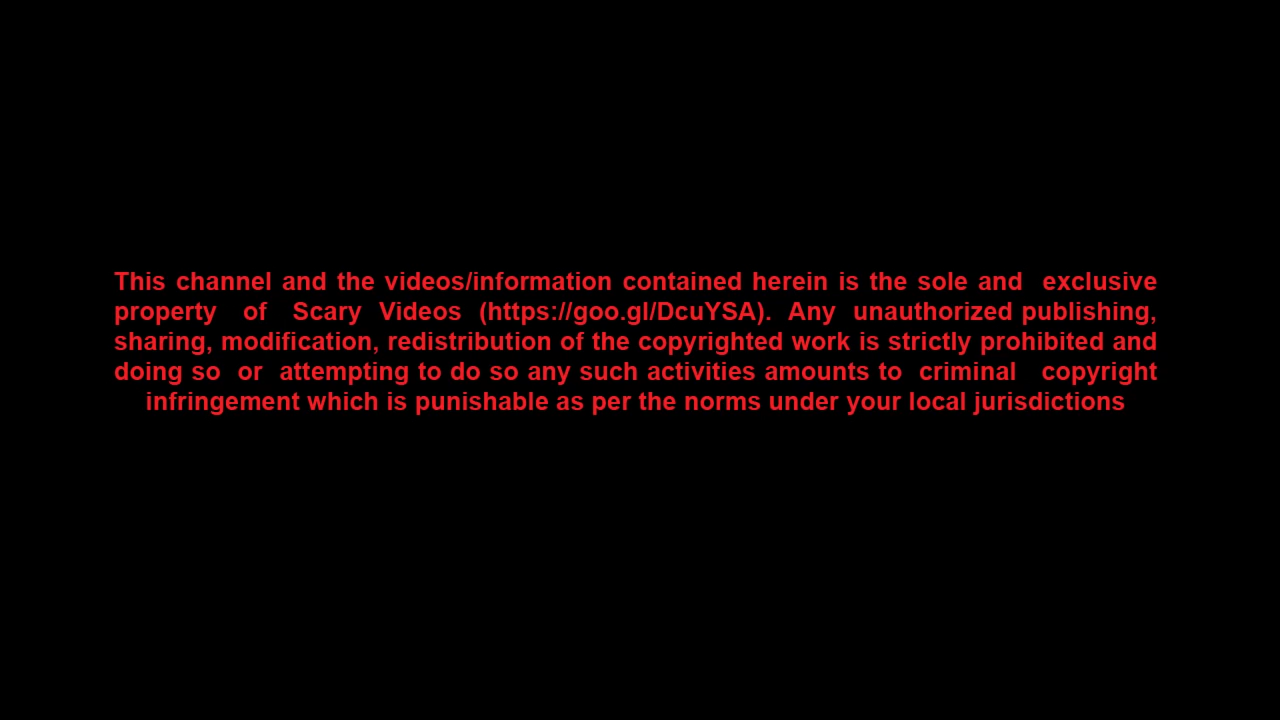 This channel and the videos/information contained herein is the sole and exclusive
property of Scary Videos (https://goo.gl/DcuYSA). Any unauthorized publishing,
sharing, modification, redistribution of the copyrighted work is strictly prohibited and
doing so or attempting to do so any such activities amounts to criminal copyright
infringement which is punishable as per the norms under your local jurisdictions